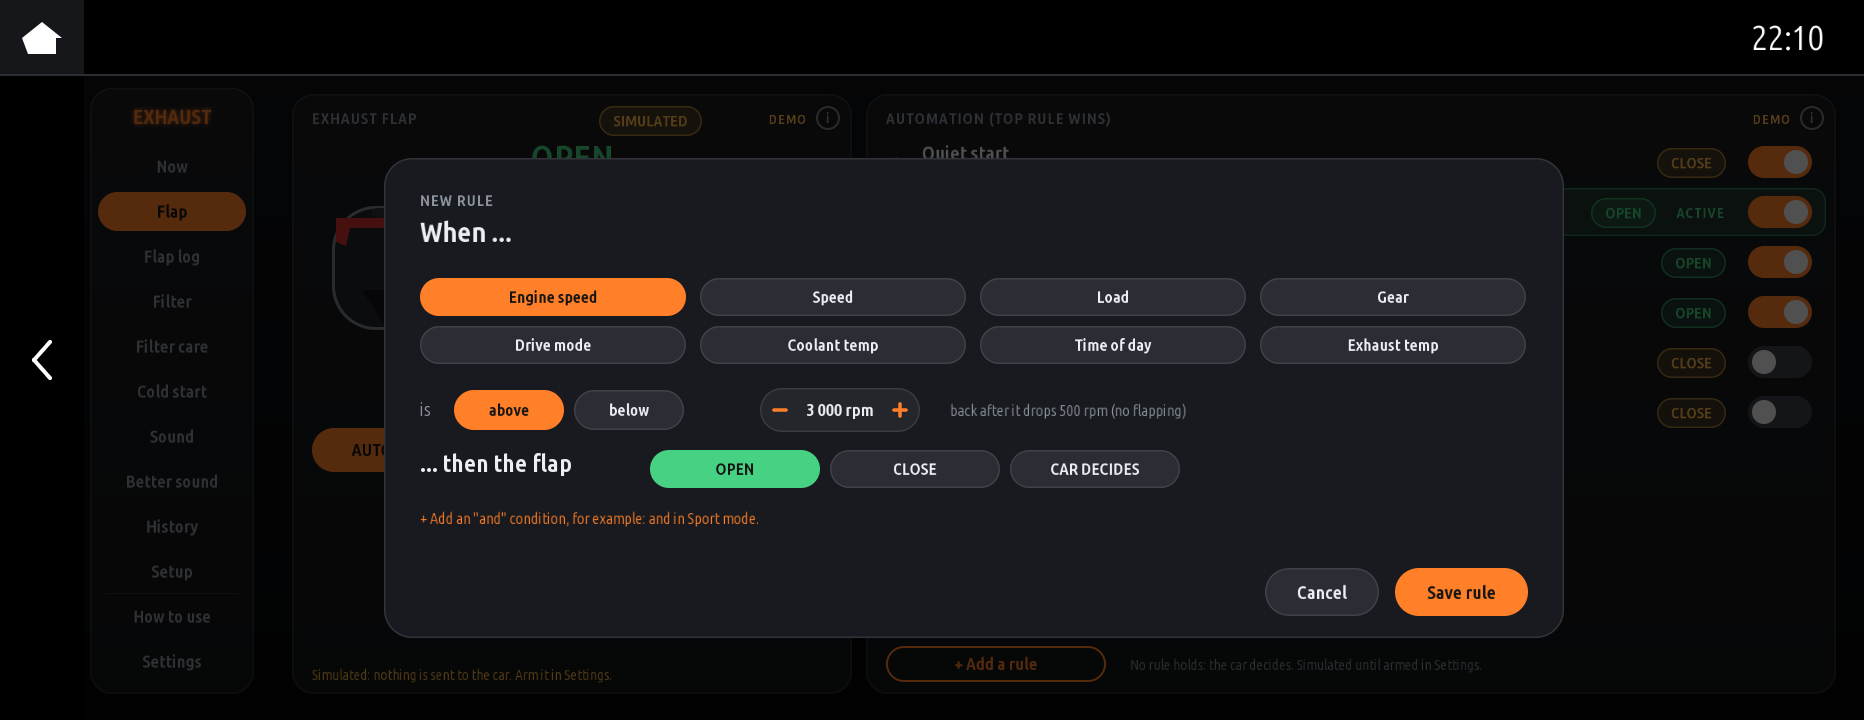 22:10
EXHAUST
Now
Flap
Flap log
Filter
Filter care
Cold start
Sound
Better sound
History
Setup
How to use
Settings
EXHAUST FLAP
SIMULATED
DEMO
i
OPEN
Simulated: nothing is sent to the car. Arm it in Settings.
AUTOMATION (TOP RULE WINS)
DEMO
i
Quiet start
CLOSE
OPEN ACTIVE
OPEN
OPEN
CLOSE
CLOSE
+ Add a rule
No rule holds: the car decides. Simulated until armed in Settings.
NEW RULE
When ...
Engine speed Speed Load Gear
Drive mode Coolant temp Time of day Exhaust temp
is above below − 3 000 rpm + back after it drops 500 rpm (no flapping)
... then the flap OPEN CLOSE CAR DECIDES
+ Add an "and" condition, for example: and in Sport mode.
Cancel Save rule